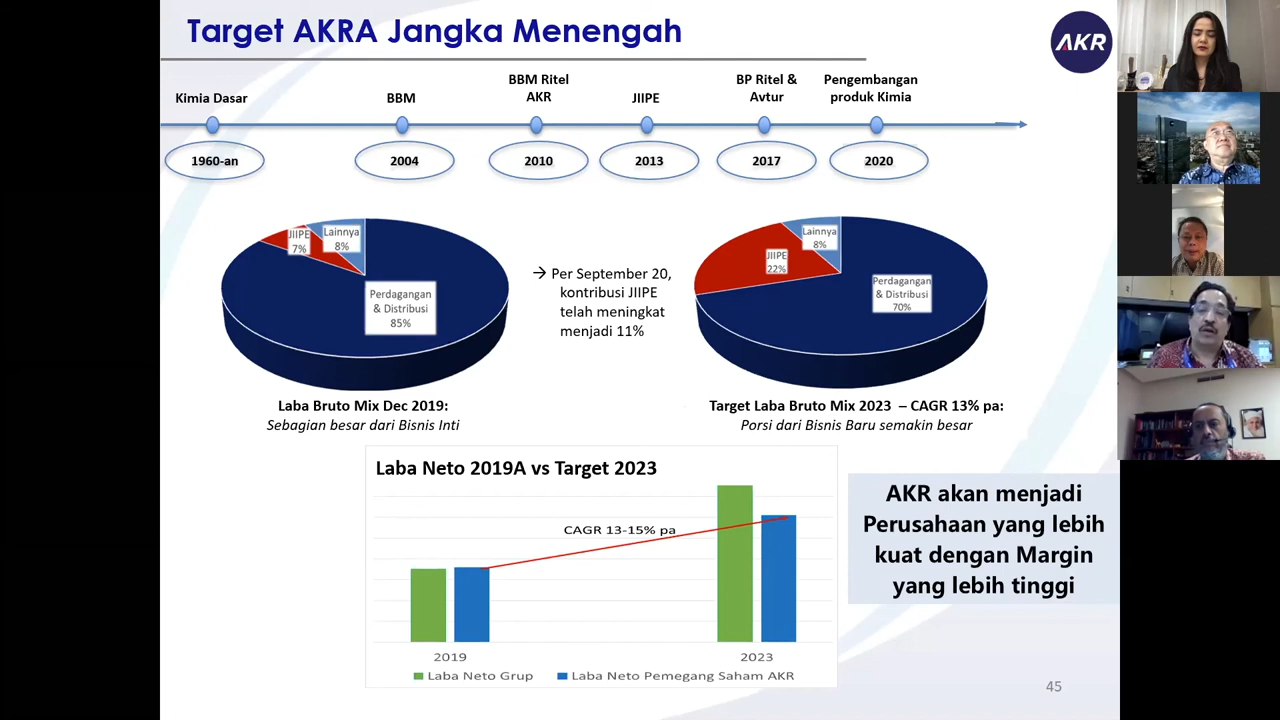 Target AKRA Jangka Menengah
AKR
Kimia Dasar
BBM
BBM Ritel
AKR
JIIPE
BP Ritel &
Avtur
Pengembangan
produk Kimia
1960-an
2004
2010
2013
2017
2020
JIIPE
7%
Lainnya
8%
Perdagangan
& Distribusi
85%
→ Per September 20,
kontribusi JIIPE
telah meningkat
menjadi 11%
JIIPE
22%
Lainnya
8%
Perdagangan
& Distribusi
70%
Laba Bruto Mix Dec 2019:
Sebagian besar dari Bisnis Inti
Target Laba Bruto Mix 2023 – CAGR 13% pa:
Porsi dari Bisnis Baru semakin besar
Laba Neto 2019A vs Target 2023
CAGR 13-15% pa
2019
2023
Laba Neto Grup
Laba Neto Pemegang Saham AKR
AKR akan menjadi
Perusahaan yang lebih
kuat dengan Margin
yang lebih tinggi
45